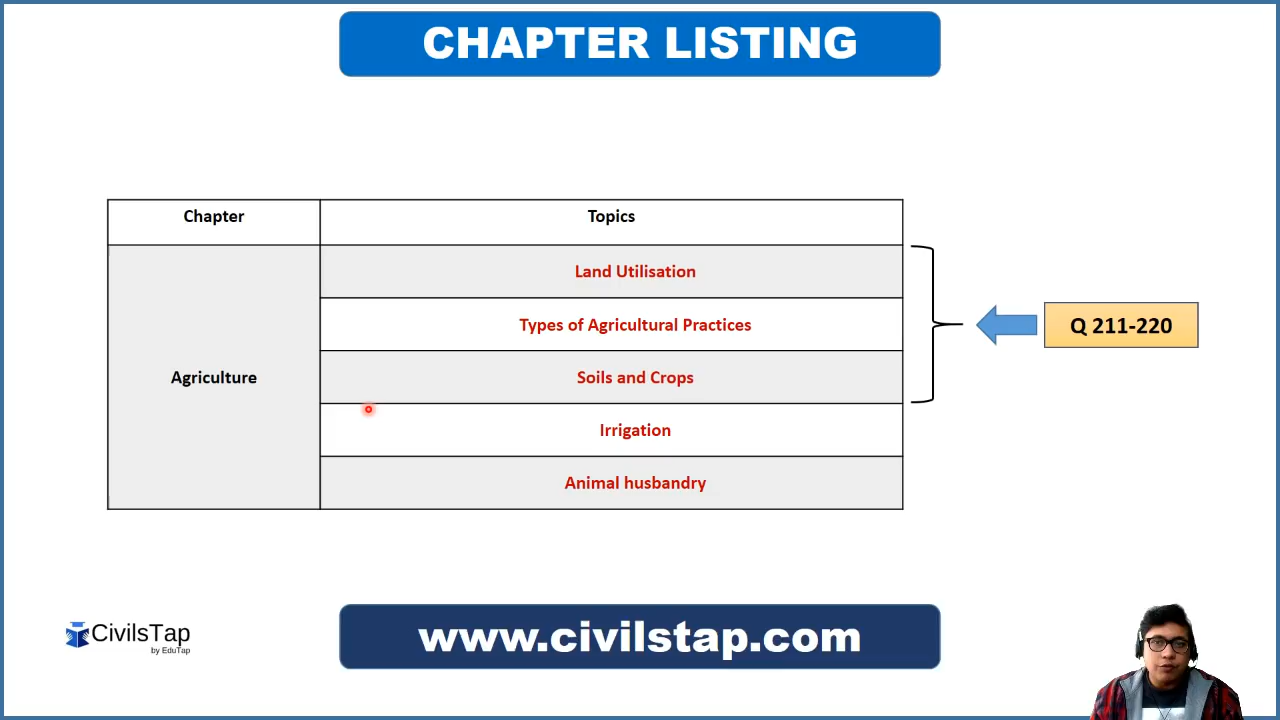 CHAPTER LISTING
Chapter
Topics
Agriculture
Land Utilisation
Types of Agricultural Practices
Soils and Crops
Irrigation
Animal husbandry
Q 211-220
CivilsTap
by EduTap
www.civilstap.com